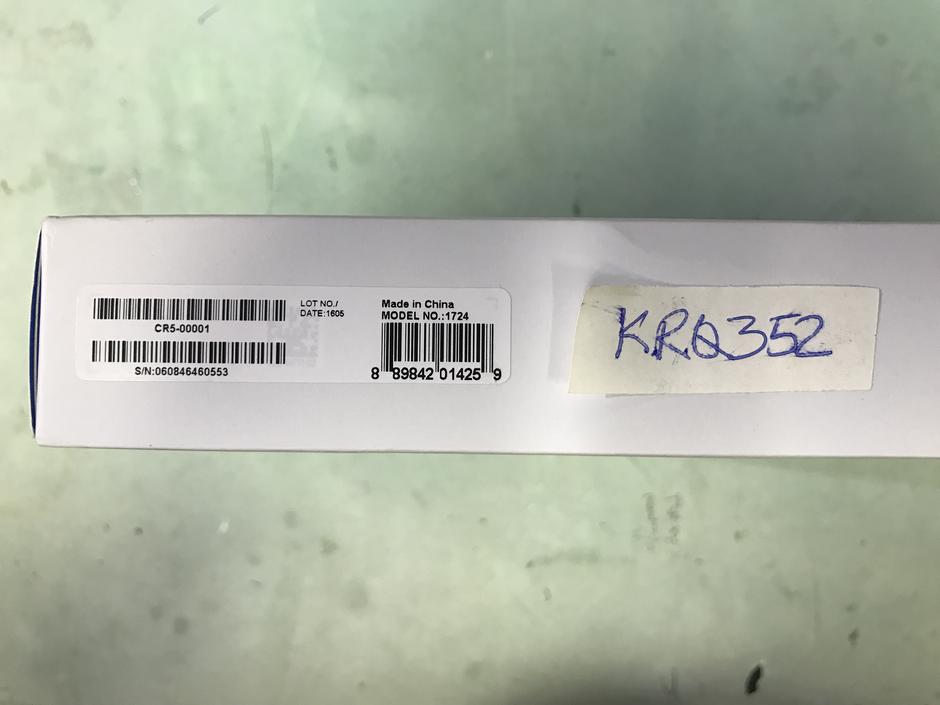 CR5-00001
S/N:060846460553
LOT NO./
DATE:1605
Made in China
MODEL NO.:1724
8 89842 01425 9
KRQ352